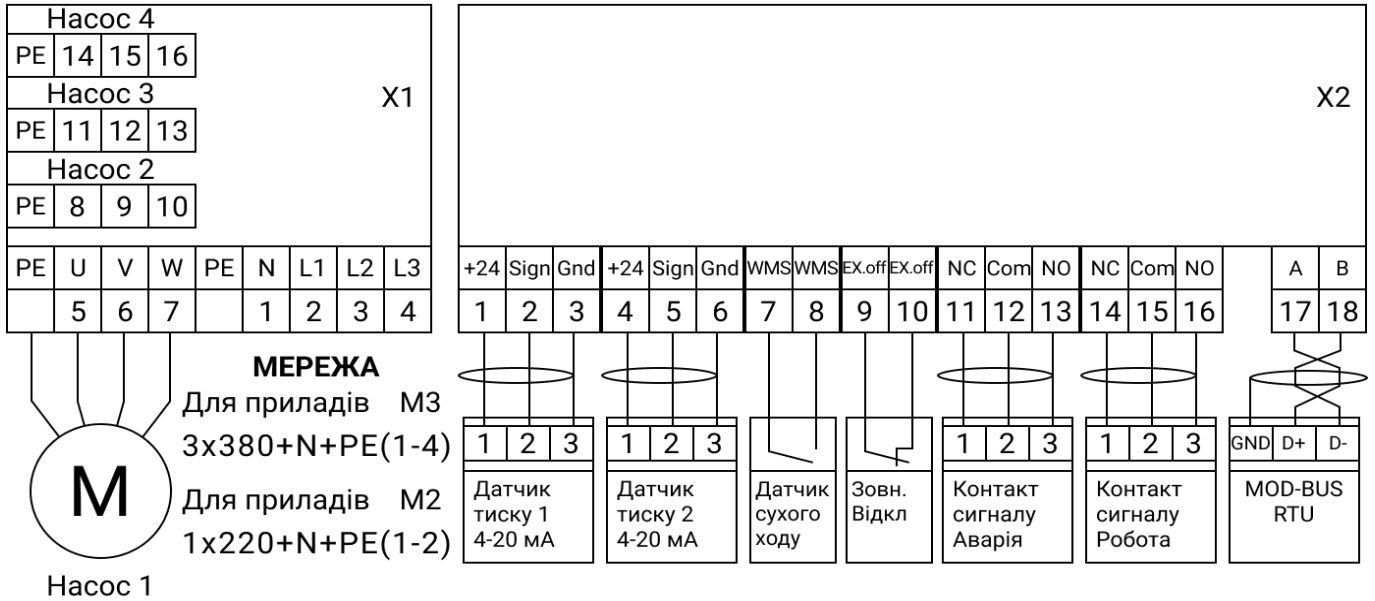 Насос 4
PE 14 15 16
Насос 3
PE 11 12 13
Насос 2
PE 8 9 10
X1
PE U V W PE N L1 L2 L3
5 6 7 1 2 3 4
МЕРЕЖА
Для приладів М3
3x380+N+PE(1-4)
Для приладів М2
1x220+N+PE(1-2)
M
Насос 1
X2
+24 Sign Gnd +24 Sign Gnd WMS WMS EX.off EX.off NC Com NO NC Com NO A B
1 2 3 4 5 6 7 8 9 10 11 12 13 14 15 16 17 18
1 2 3 1 2 3 1 2 3 1 2 3 GND D+ D-
Датчик
тиску 1
4-20 мА
Датчик
тиску 2
4-20 мА
Датчик
сухого
ходу
Зовн.
Відкл
Контакт
сигналу
Аварія
Контакт
сигналу
Робота
MOD-BUS
RTU